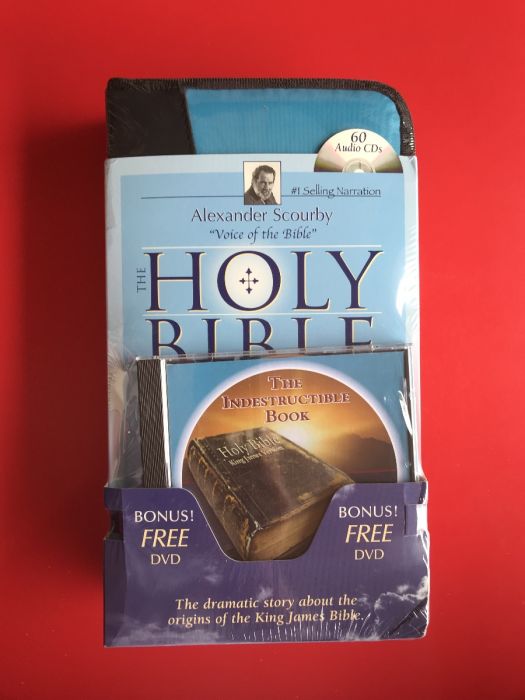 60
Audio CDs
#1 Selling Narration
Alexander Scourby
"Voice of the Bible"
THE
HOLY
BIBLE
THE
INDESTRUCTIBLE
BOOK
Holy Bible
King James Version
BONUS!
FREE
DVD
BONUS!
FREE
DVD
The dramatic story about the
origins of the King James Bible.